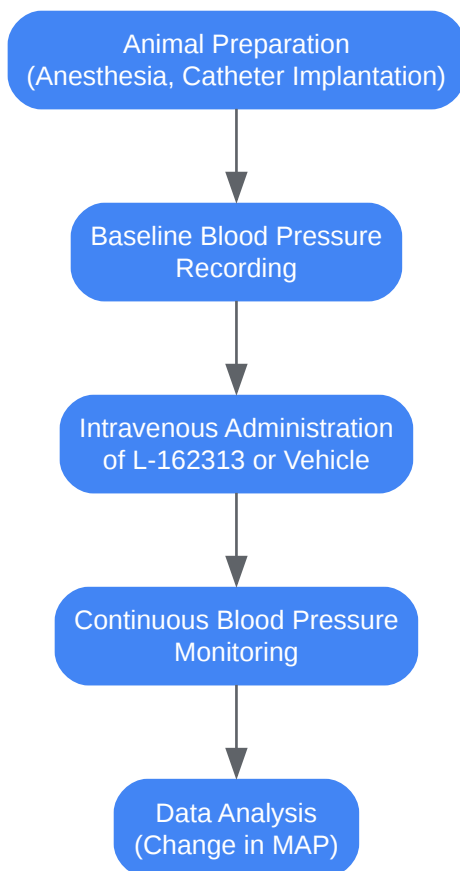 Animal Preparation
(Anesthesia, Catheter Implantation)
Baseline Blood Pressure
Recording
Intravenous Administration
of L-162313 or Vehicle
Continuous Blood Pressure
Monitoring
Data Analysis
(Change in MAP)